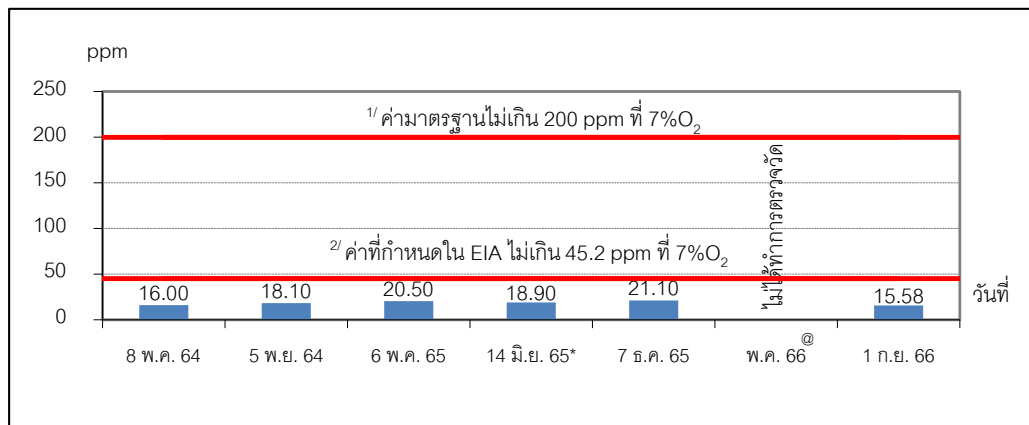 ppm
250
1/ ค่ามาตรฐานไม่เกิน 200 ppm ที่ 7%O2
200
ไม่ได้ทำการตรวจวัด
150
100
2/ ค่าที่กำหนดใน EIA ไม่เกิน 45.2 ppm ที่ 7%O2
50
16.00 18.10 20.50 18.90 21.10 15.58
วันที่
0
8 พ.ค. 64 5 พ.ย. 64 6 พ.ค. 65 14 มิ.ย. 65* 7 ธ.ค. 65 พ.ค. 66@ 1 ก.ย. 66